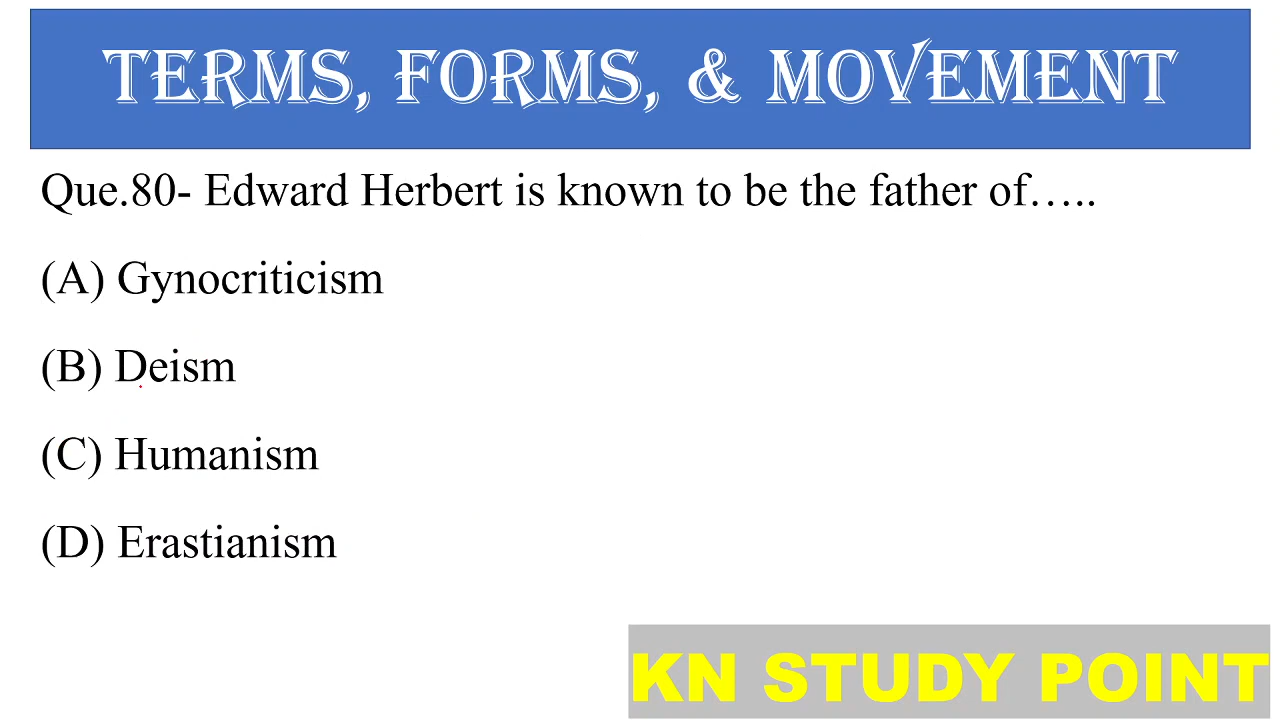 TERMS, FORMS, & MOVEMENT
Que.80- Edward Herbert is known to be the father of…..
(A) Gynocriticism
(B) Deism
(C) Humanism
(D) Erastianism
KN STUDY POINT